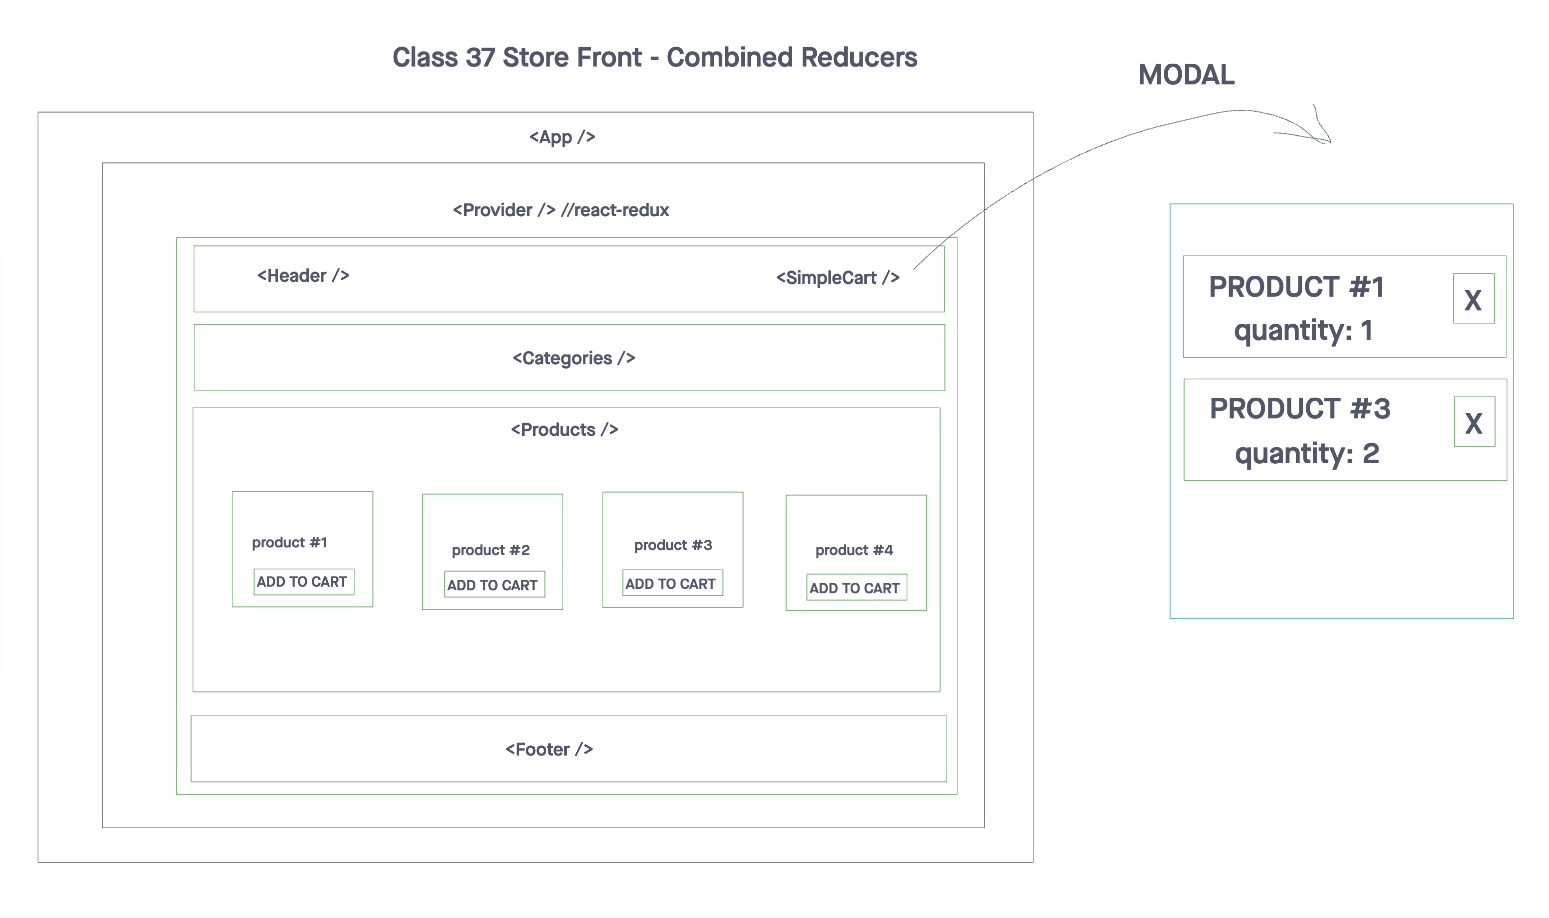 Class 37 Store Front - Combined Reducers
MODAL
<App />
<Provider /> //react-redux
<Header />
<SimpleCart />
<Categories />
<Products />
product #1
ADD TO CART
product #2
ADD TO CART
product #3
ADD TO CART
product #4
ADD TO CART
<Footer />
PRODUCT #1
X
quantity: 1
PRODUCT #3
X
quantity: 2